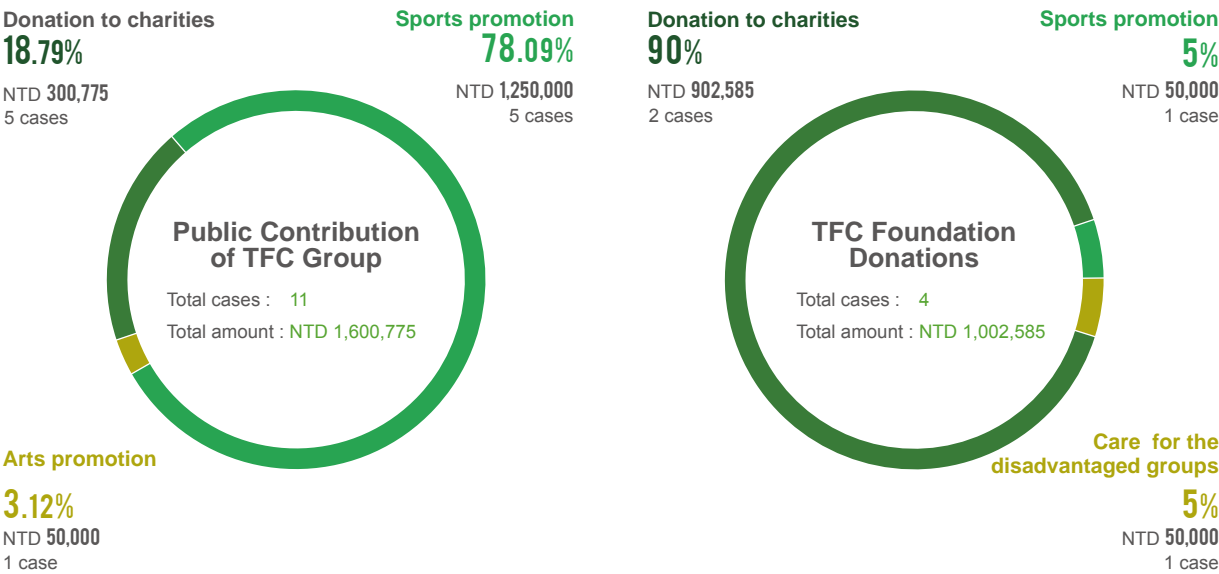 Donation to charities
18.79%
NTD 300,775
5 cases
Sports promotion
78.09%
NTD 1,250,000
5 cases
Public Contribution
of TFC Group
Total cases : 11
Total amount : NTD 1,600,775
Arts promotion
3.12%
NTD 50,000
1 case
Donation to charities
90%
NTD 902,585
2 cases
Sports promotion
5%
NTD 50,000
1 case
TFC Foundation
Donations
Total cases : 4
Total amount : NTD 1,002,585
Care for the
disadvantaged groups
5%
NTD 50,000
1 case